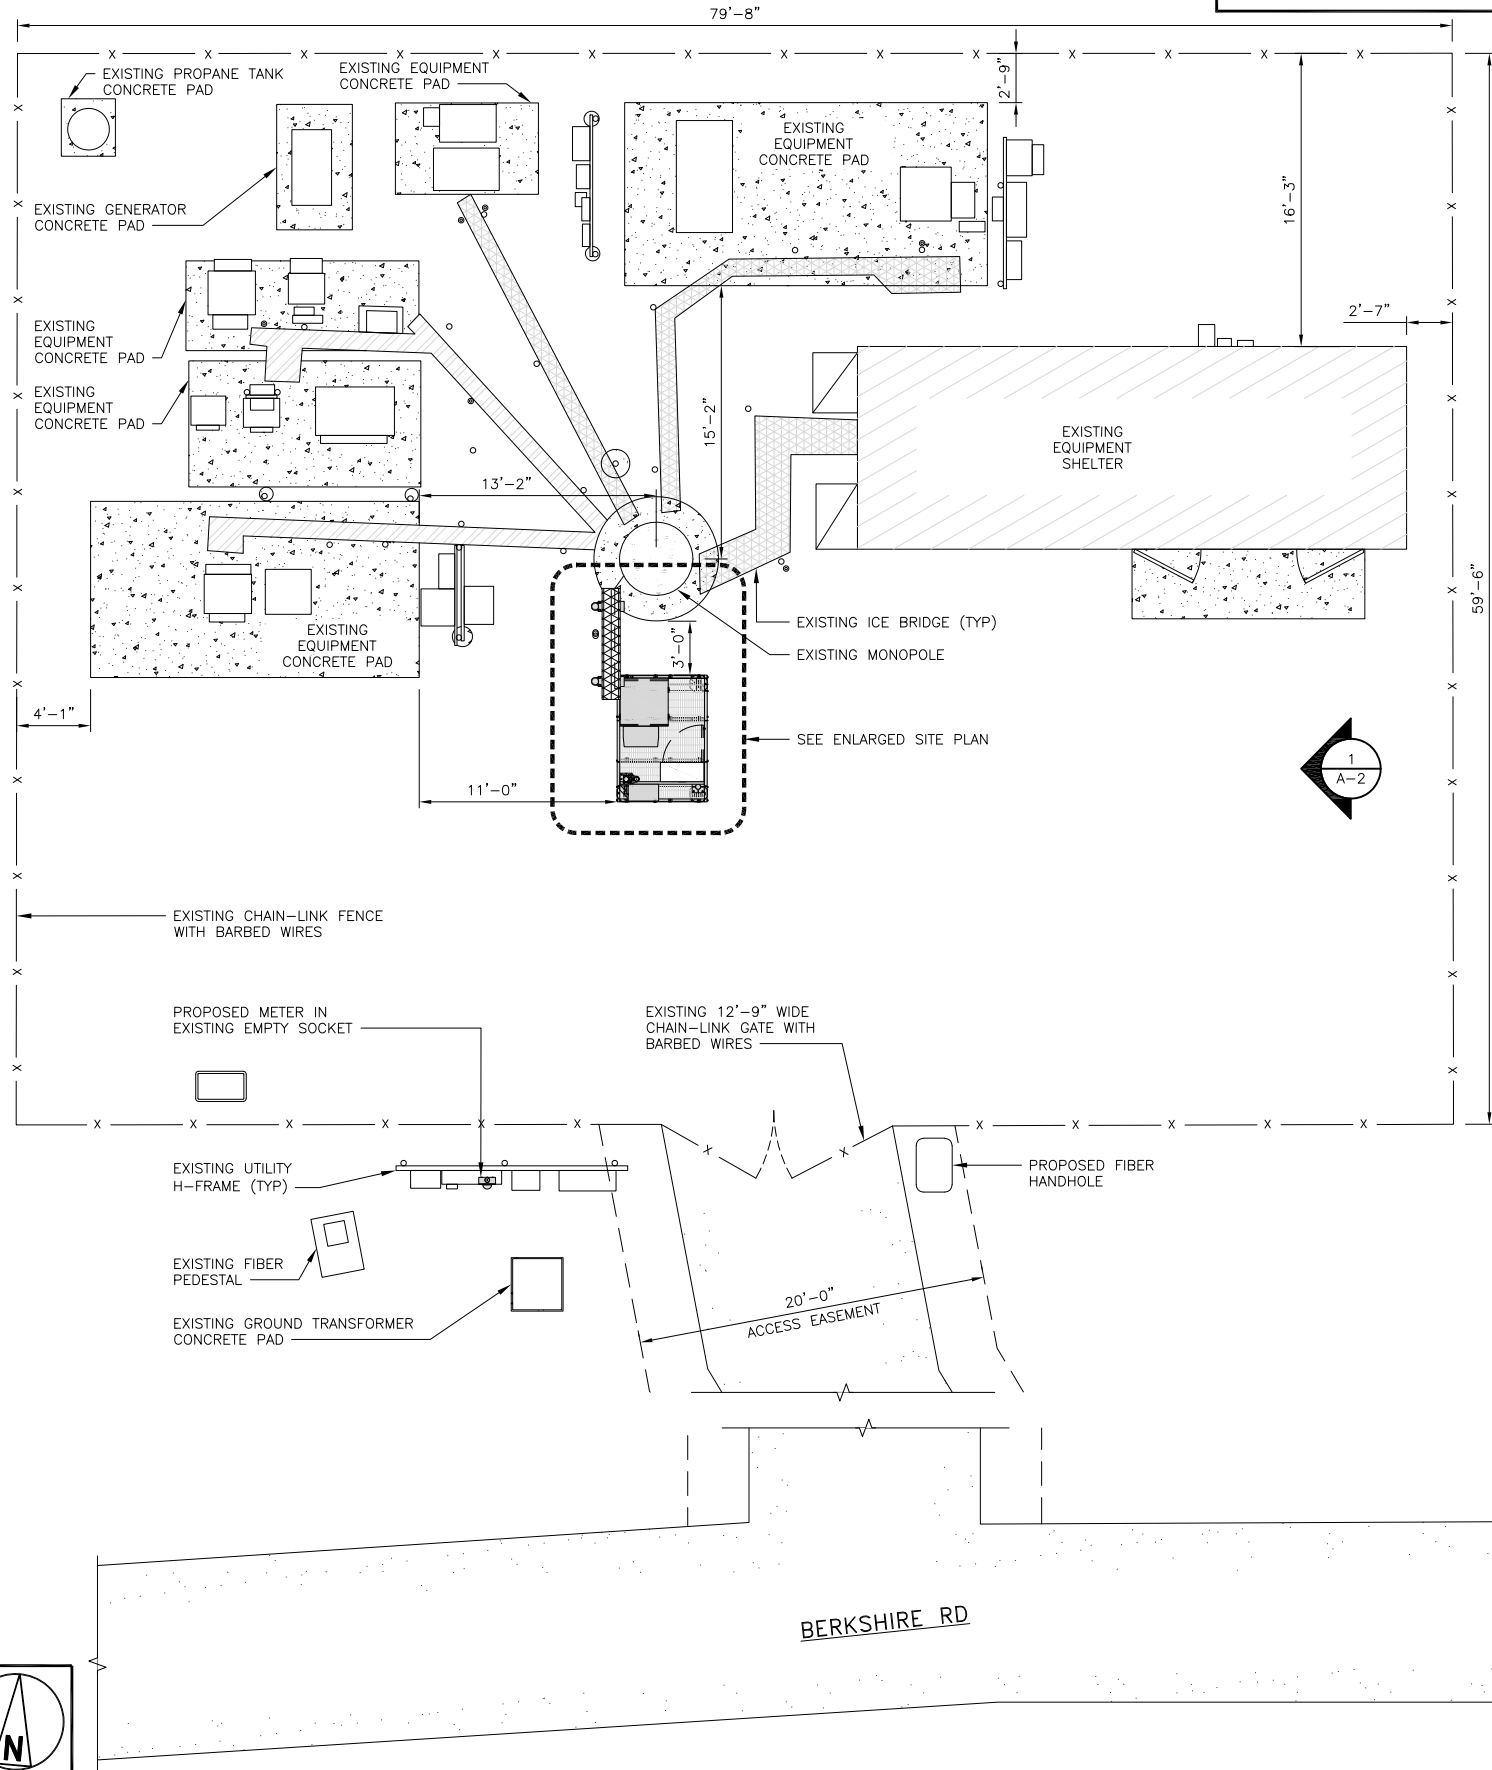 79'-8"
EXISTING PROPANE TANK
CONCRETE PAD
EXISTING EQUIPMENT
CONCRETE PAD
2'-9"
EXISTING
EQUIPMENT
CONCRETE PAD
EXISTING GENERATOR
CONCRETE PAD
16'-3"
EXISTING
EQUIPMENT
CONCRETE PAD
2'-7"
EXISTING
EQUIPMENT
CONCRETE PAD
15'-2"
EXISTING
EQUIPMENT
SHELTER
13'-2"
59'-6"
EXISTING
EQUIPMENT
CONCRETE PAD
EXISTING ICE BRIDGE (TYP)
3'-0"
EXISTING MONOPOLE
4'-1"
SEE ENLARGED SITE PLAN
1
A-2
11'-0"
EXISTING CHAIN-LINK FENCE
WITH BARBED WIRES
PROPOSED METER IN
EXISTING EMPTY SOCKET
EXISTING 12'-9" WIDE
CHAIN-LINK GATE WITH
BARBED WIRES
EXISTING UTILITY
H-FRAME (TYP)
PROPOSED FIBER
HANDHOLE
EXISTING FIBER
PEDESTAL
20'-0"
ACCESS EASEMENT
EXISTING GROUND TRANSFORMER
CONCRETE PAD
BERKSHIRE RD
N